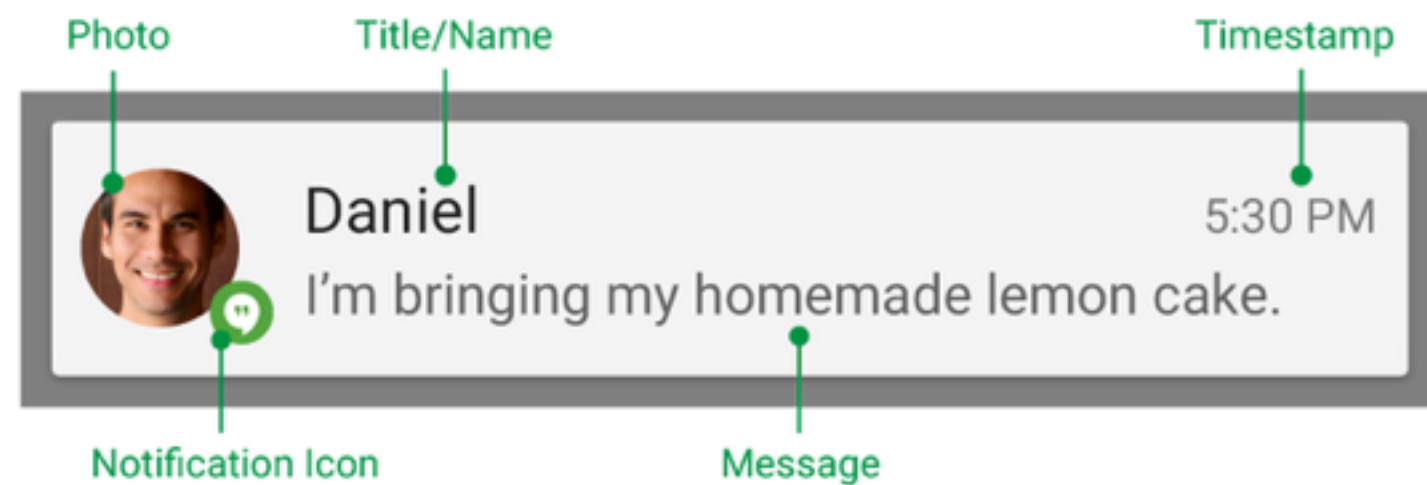 Photo Title/Name Timestamp
Daniel 5:30 PM
I’m bringing my homemade lemon cake.
Notification Icon Message